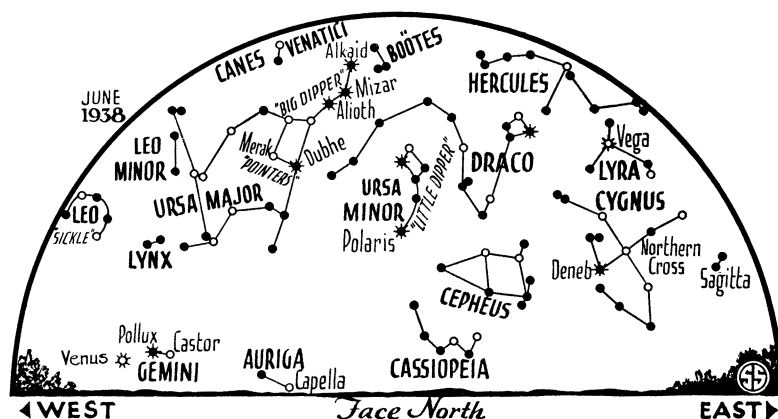 CANES VENATICI
Alkaid
BOÖTES
HERCULES
JUNE
1938
"BIG DIPPER"
Mizar
Alioth
LEO
MINOR
Merak
Dubhe
"POINTERS"
URSA MAJOR
URSA
MINOR
"LITTLE DIPPER"
Polaris
DRACO
Vega
LYRA
CYGNUS
LEO
"SICKLE"
LYNX
CEPHEUS
Deneb
Northern
Cross
Sagitta
Pollux
Castor
Venus
GEMINI
AURIGA
Capella
CASSIOPEIA
WEST
Face North
EAST